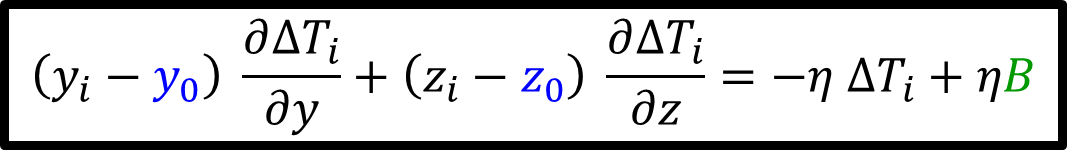 (yᵢ − y₀) ∂ΔTᵢ/∂y + (zᵢ − z₀) ∂ΔTᵢ/∂z = −η ΔTᵢ + ηB